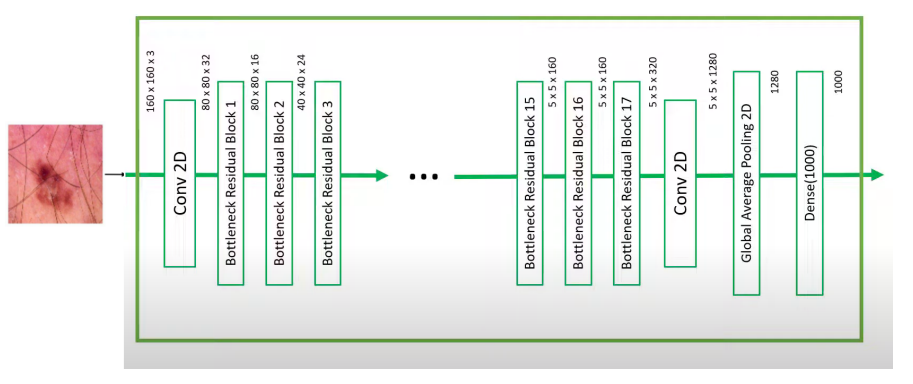 160 x 160 x 3
Conv 2D
80 x 80 x 32
Bottleneck Residual Block 1
80 x 80 x 16
Bottleneck Residual Block 2
40 x 40 x 24
Bottleneck Residual Block 3
...
Bottleneck Residual Block 15
5 x 5 x 160
Bottleneck Residual Block 16
5 x 5 x 160
Bottleneck Residual Block 17
5 x 5 x 320
Conv 2D
5 x 5 x 1280
Global Average Pooling 2D
1280
Dense(1000)
1000